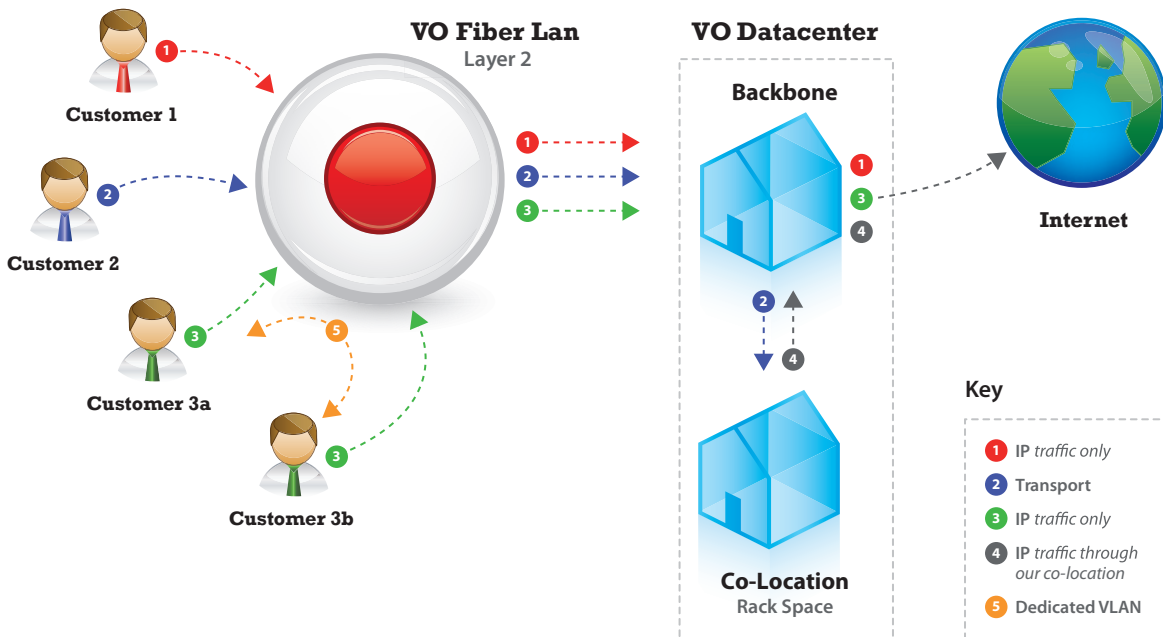 VO Fiber Lan
Layer 2
VO Datacenter
1
Customer 1
2
Customer 2
3
Customer 3a
5
3
Customer 3b
1
2
3
Backbone
1
3
4
2
4
Co-Location
Rack Space
Internet
Key
1 IP traffic only
2 Transport
3 IP traffic only
4 IP traffic through
our co-location
5 Dedicated VLAN